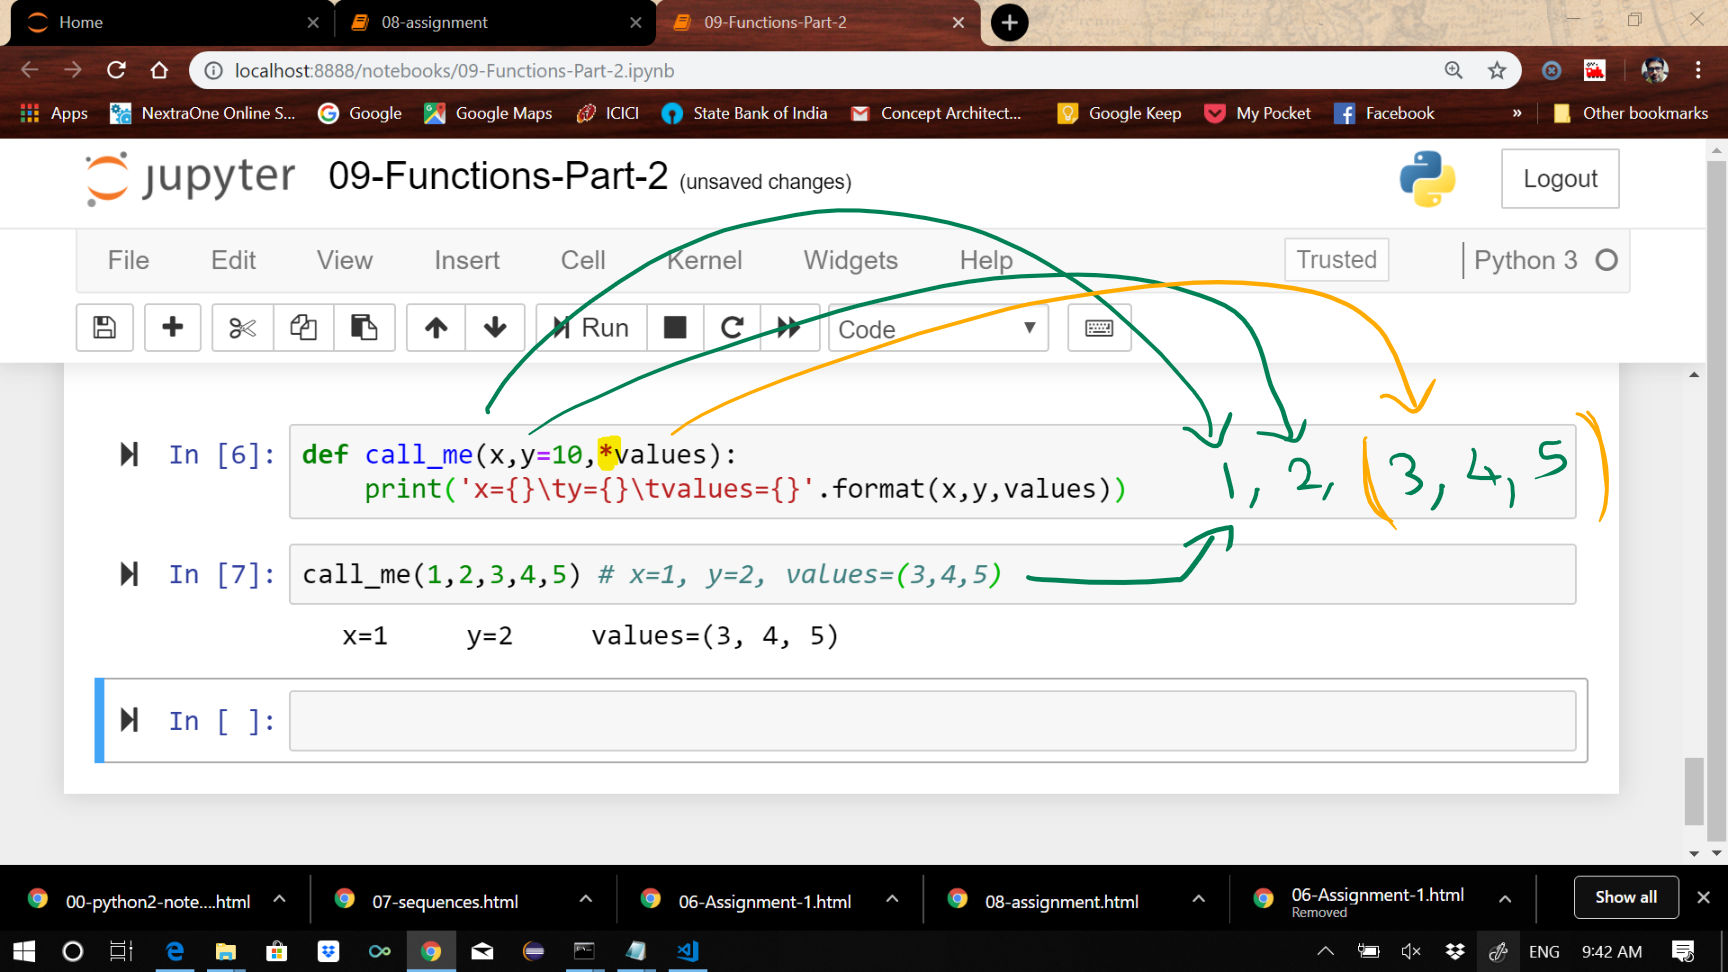 Home
08-assignment
09-Functions-Part-2
localhost:8888/notebooks/09-Functions-Part-2.ipynb
Apps
NextraOne Online S...
Google
Google Maps
ICICI
State Bank of India
Concept Architect...
Google Keep
My Pocket
Facebook
»
Other bookmarks
jupyter
09-Functions-Part-2 (unsaved changes)
Logout
File Edit View Insert Cell Kernel Widgets Help
Trusted
Python 3
Run
Code
In [6]:
def call_me(x,y=10,*values):
    print('x={}\ty={}\tvalues={}'.format(x,y,values))
1, 2, (3, 4, 5)
In [7]:
call_me(1,2,3,4,5) # x=1, y=2, values=(3,4,5)
x=1     y=2     values=(3, 4, 5)
In [ ]:
00-python2-note....html
07-sequences.html
06-Assignment-1.html
08-assignment.html
06-Assignment-1.html
Removed
Show all
ENG
9:42 AM